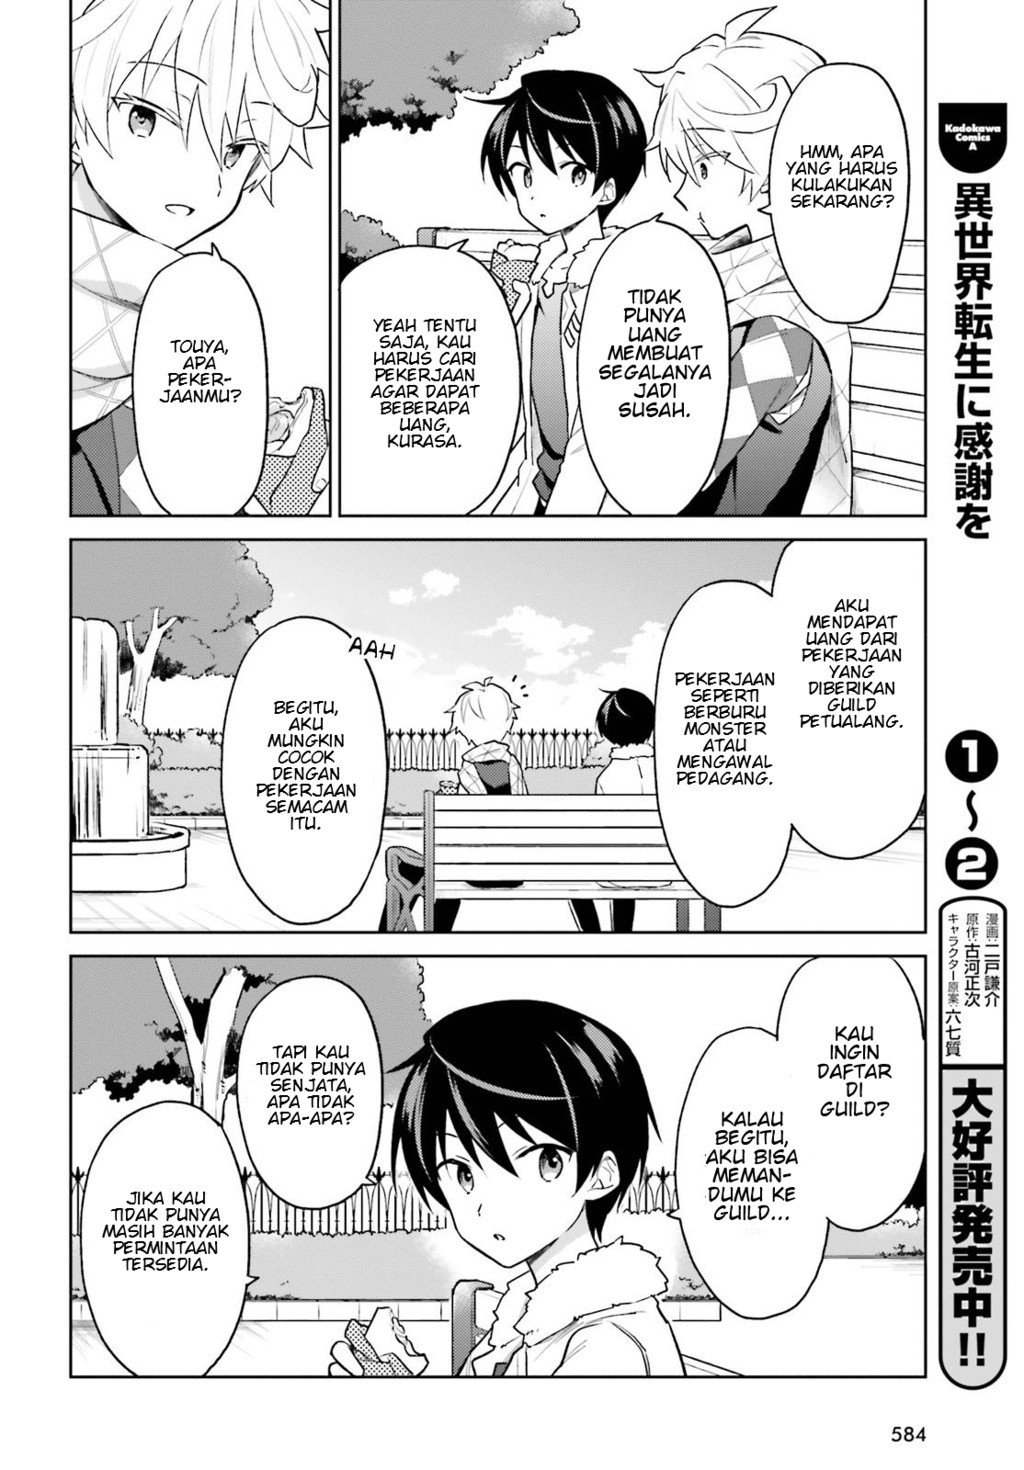 HMM, APA
YANG HARUS
KULAKUKAN
SEKARANG?
TIDAK
PUNYA
UANG
MEMBUAT
SEGALANYA
JADI
SUSAH.
YEAH TENTU
SAJA, KAU
HARUS CARI
PEKERJAAN
AGAR DAPAT
BEBERAPA
UANG,
KURASA.
TOUYA,
APA
PEKER-
JAANMU?
AKU
MENDAPAT
UANG DARI
PEKERJAAN
YANG
DIBERIKAN
GUILD
PETUALANG.
PEKERJAAN
SEPERTI
BERBURU
MONSTER
ATAU
MENGAWAL
PEDAGANG.
AAH
BEGITU,
AKU
MUNGKIN
COCOK
DENGAN
PEKERJAAN
SEMACAM
ITU.
KAU
INGIN
DAFTAR
DI
GUILD?
KALAU
BEGITU,
AKU BISA
MEMAN-
DUMU KE
GUILD...
TAPI KAU
TIDAK PUNYA
SENJATA,
APA TIDAK
APA-APA?
JIKA KAU
TIDAK PUNYA
MASIH BANYAK
PERMINTAAN
TERSEDIA.
Kadokawa
Comics
A
異世界転生に感謝を
1～2
漫画:二戸謙介
原作:古河正次
キャラクター原案:六七質
大好評発売中!!
584